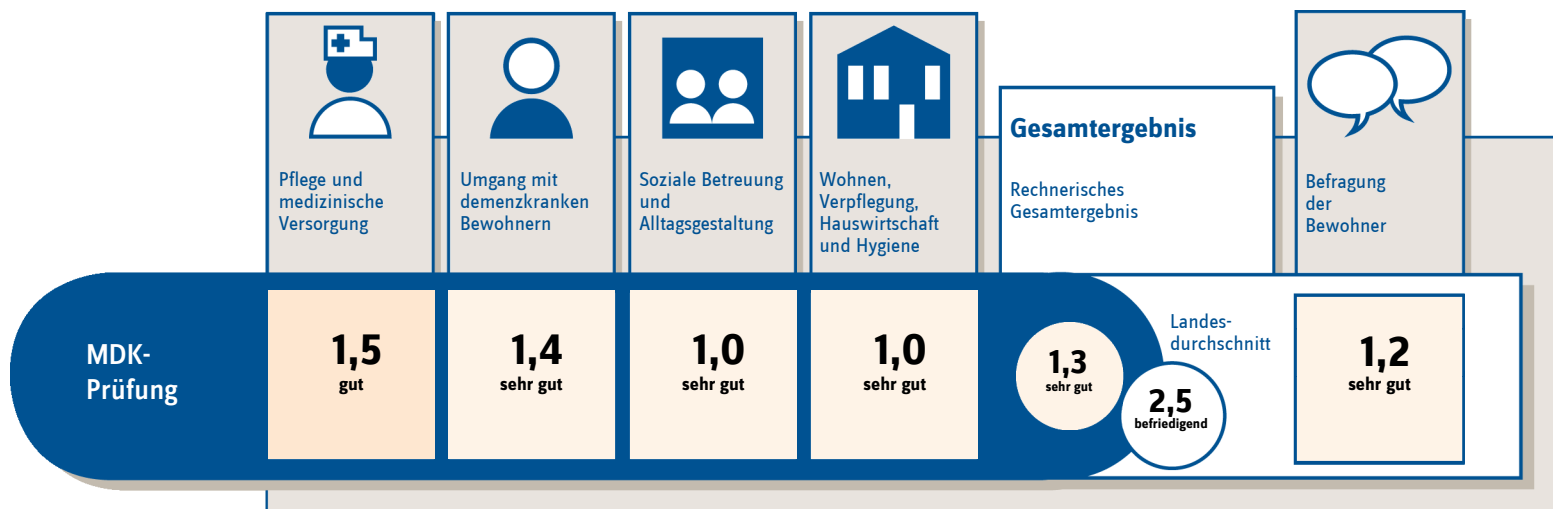 Pflege und
medizinische
Versorgung
Umgang mit
demenzkranken
Bewohnern
Soziale Betreuung
und
Alltagsgestaltung
Wohnen,
Verpflegung,
Hauswirtschaft
und Hygiene
Gesamtergebnis
Rechnerisches
Gesamtergebnis
Befragung
der
Bewohner
MDK-
Prüfung
1,5
gut
1,4
sehr gut
1,0
sehr gut
1,0
sehr gut
1,3
sehr gut
Landes-
durchschnitt
2,5
befriedigend
1,2
sehr gut